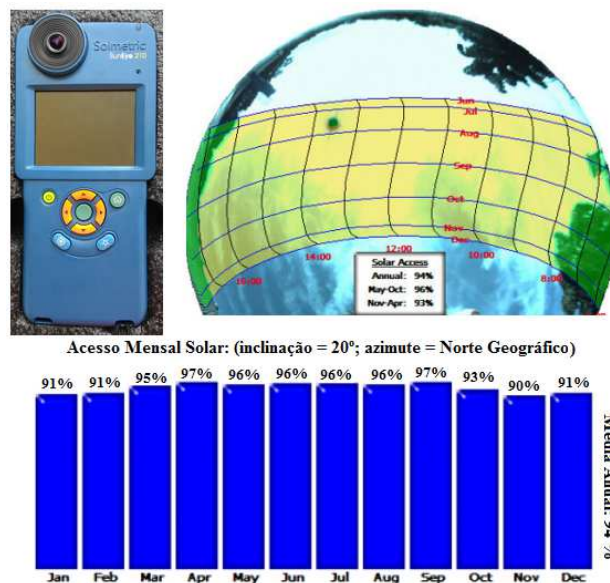 Solmetric
SunEye 210
Jun
Jul
Aug
Sep
Oct
Nov
Dec
16:00
14:00
12:00
10:00
8:00
Solar Access
Annual: 94%
May-Oct: 96%
Nov-Apr: 93%
Acesso Mensal Solar: (inclinação = 20º; azimute = Norte Geográfico)
91% 91% 95% 97% 96% 96% 96% 96% 97% 93% 90% 91%
Média Anual: 94 %
Jan Feb Mar Apr May Jun Jul Aug Sep Oct Nov Dec